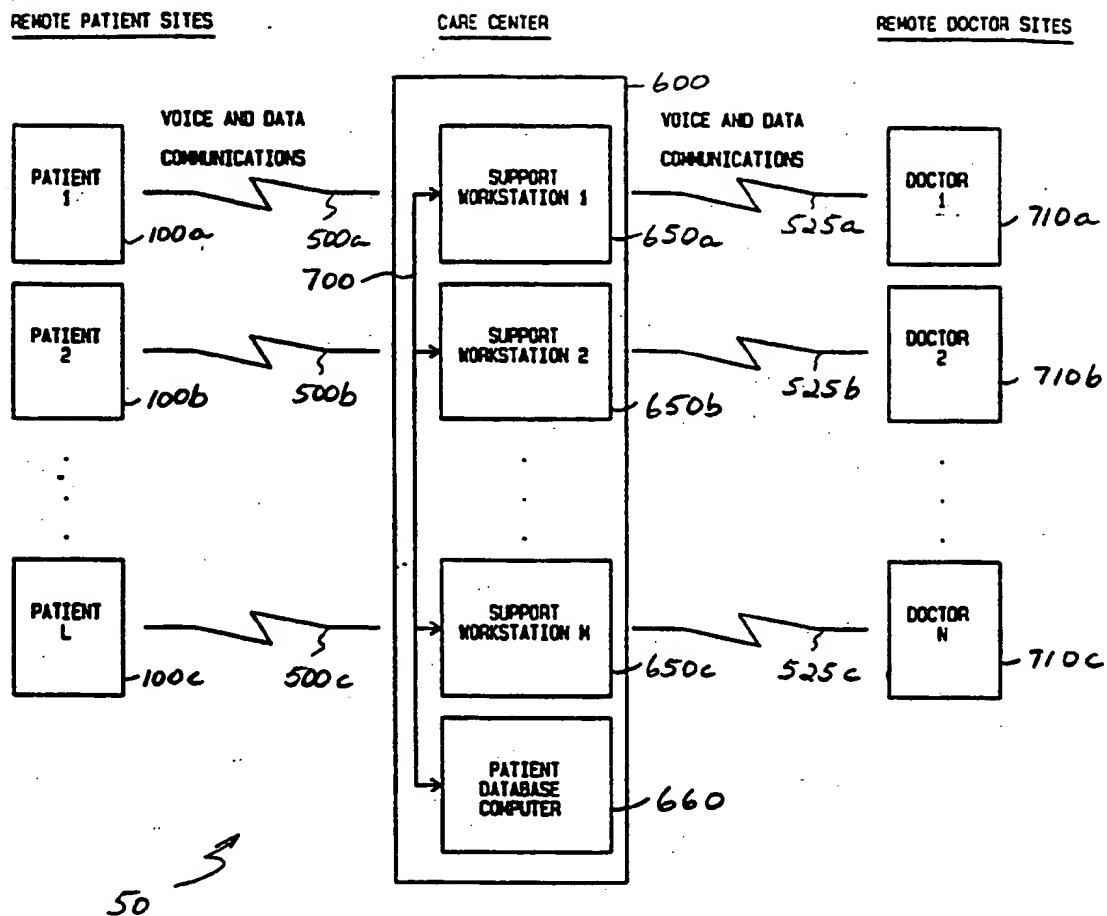 REMOTE PATIENT SITES
CARE CENTER
REMOTE DOCTOR SITES
600
VOICE AND DATA
COMMUNICATIONS
VOICE AND DATA
COMMUNICATIONS
PATIENT
1
SUPPORT
WORKSTATION 1
DOCTOR
1
100a
500a
650a
525a
710a
700
PATIENT
2
SUPPORT
WORKSTATION 2
DOCTOR
2
100b
500b
650b
525b
710b
PATIENT
L
SUPPORT
WORKSTATION M
DOCTOR
N
100c
500c
650c
525c
710c
PATIENT
DATABASE
COMPUTER
660
50